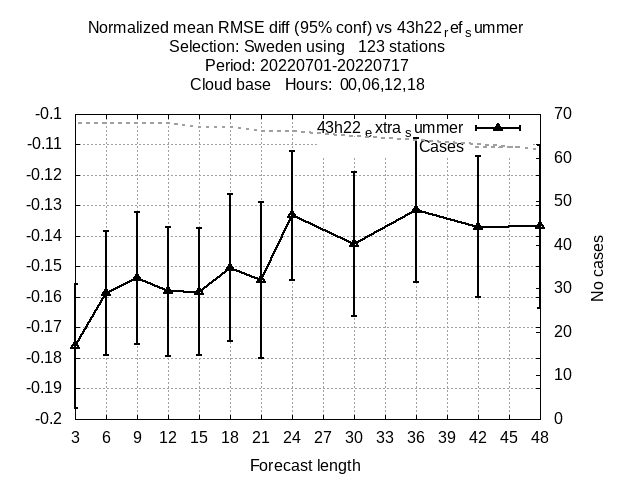 Normalized mean RMSE diff (95% conf) vs 43h22refsummer
Selection: Sweden using   123 stations
Period: 20220701-20220717
Cloud base   Hours: 00,06,12,18
-0.1
-0.11
-0.12
-0.13
-0.14
-0.15
-0.16
-0.17
-0.18
-0.19
-0.2
43h22extrasummer
Cases
70
60
50
40
30
20
10
0
No cases
3 6 9 12 15 18 21 24 27 30 33 36 39 42 45 48
Forecast length